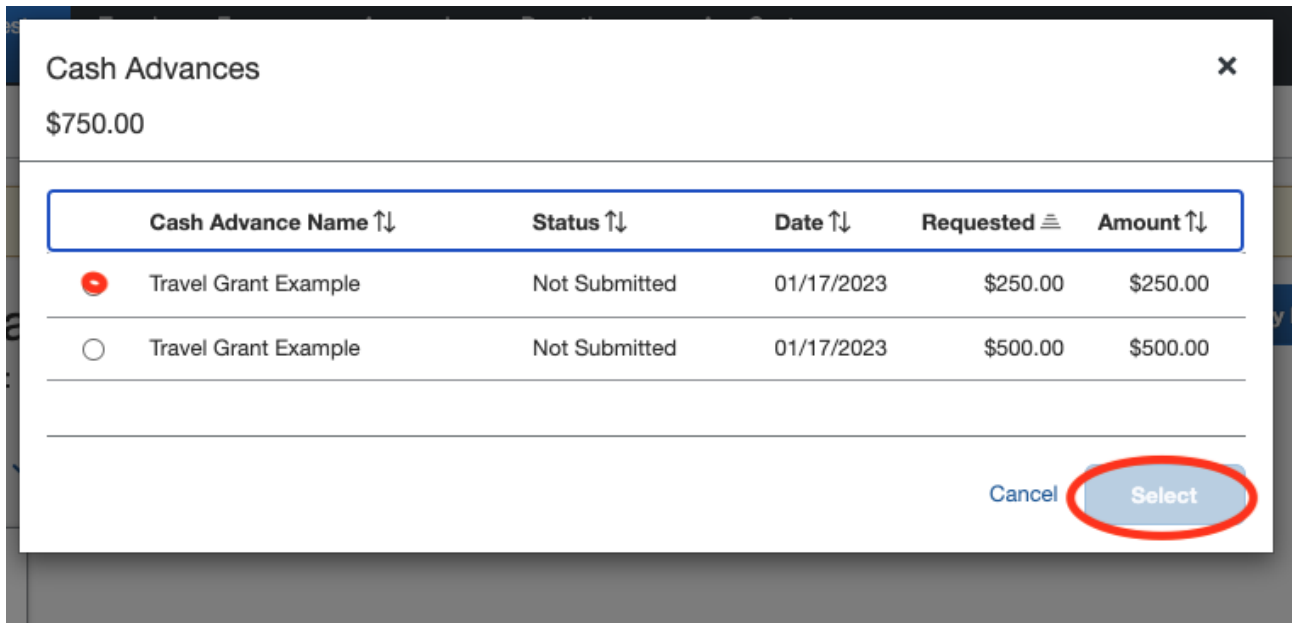 Cash Advances
$750.00
Cash Advance Name Status Date Requested Amount
Travel Grant Example Not Submitted 01/17/2023 $250.00 $250.00
Travel Grant Example Not Submitted 01/17/2023 $500.00 $500.00
Cancel Select